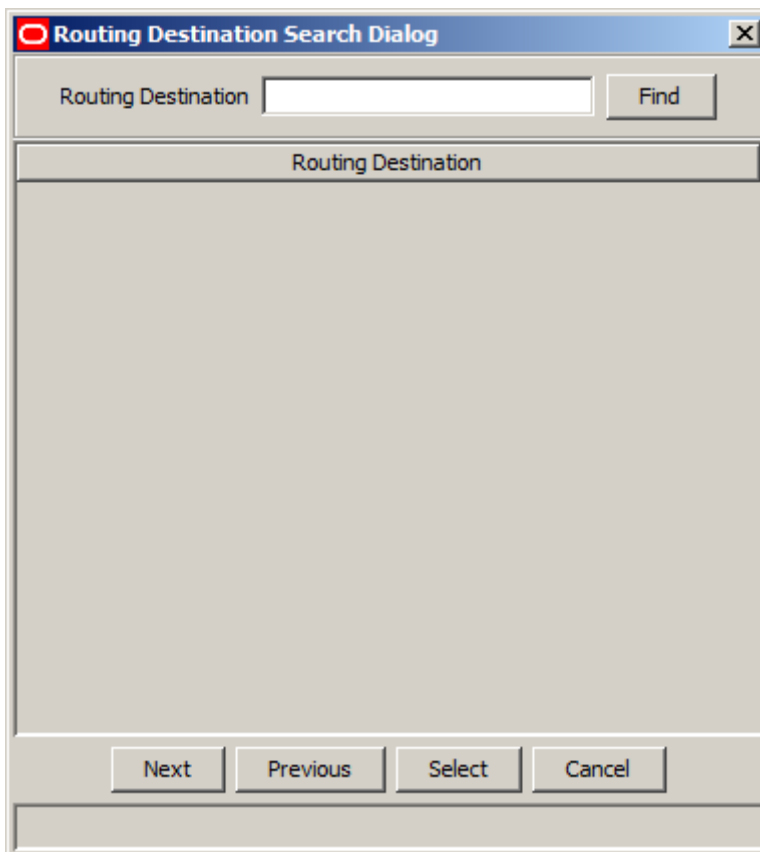 Routing Destination Search Dialog
Routing Destination Find
Routing Destination
Next Previous Select Cancel